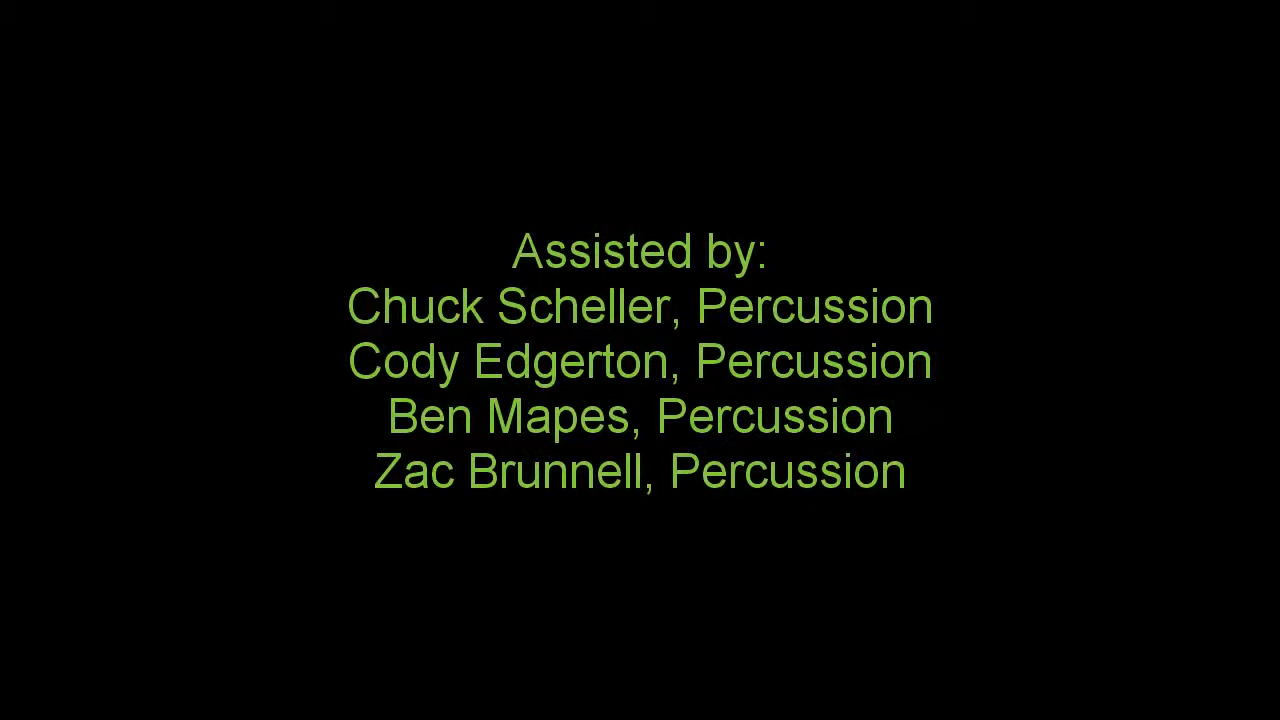 Assisted by:
Chuck Scheller, Percussion
Cody Edgerton, Percussion
Ben Mapes, Percussion
Zac Brunnell, Percussion